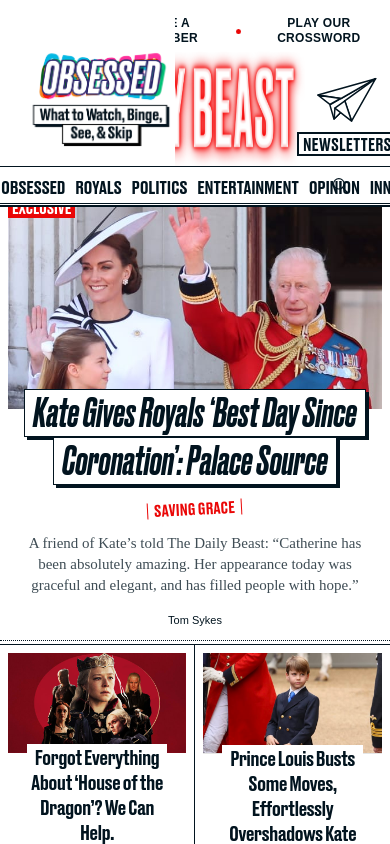 E A
BER
PLAY OUR
CROSSWORD
OBSESSED
What to Watch, Binge,
See, & Skip
Y BEAST
NEWSLETTERS
OBSESSED ROYALS POLITICS ENTERTAINMENT OPINION INN
EXCLUSIVE
Kate Gives Royals ‘Best Day Since
Coronation’: Palace Source
SAVING GRACE
A friend of Kate’s told The Daily Beast: “Catherine has
been absolutely amazing. Her appearance today was
graceful and elegant, and has filled people with hope.”
Tom Sykes
Forgot Everything
About ‘House of the
Dragon’? We Can
Help.
Prince Louis Busts
Some Moves,
Effortlessly
Overshadows Kate